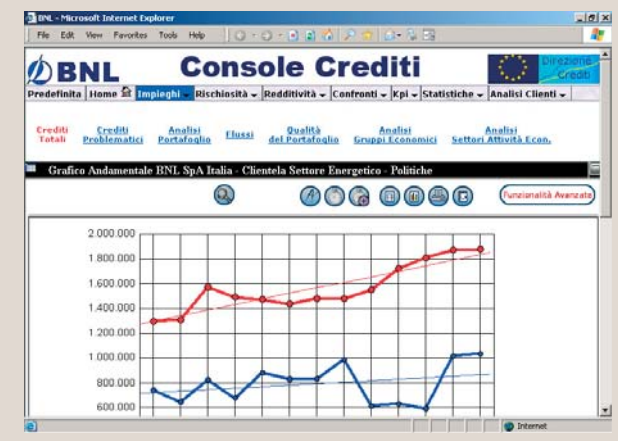 BNL - Microsoft Internet Explorer
File Edit View Favorites Tools Help
BNL Console Crediti Direzione Crediti
Predefinita Home Impieghi Rischiosità Redditività Confronti Kpi Statistiche Analisi Clienti
Crediti Totali Crediti Problematici Analisi Portafoglio Flussi Qualità del Portafoglio Analisi Gruppi Economici Analisi Settori Attività Econ.
Grafico Andamentale BNL SpA Italia - Clientela Settore Energetico - Politiche
Funzionalità Avanzate
2.000.000
1.800.000
1.600.000
1.400.000
1.200.000
1.000.000
800.000
600.000
Internet